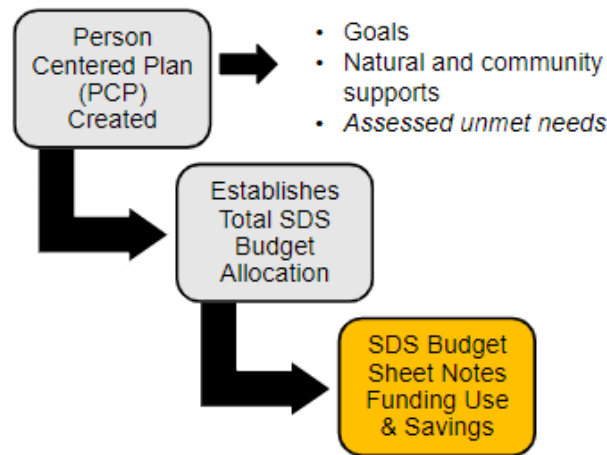 Person
Centered Plan
(PCP)
Created
• Goals
• Natural and community
supports
• Assessed unmet needs
Establishes
Total SDS
Budget
Allocation
SDS Budget
Sheet Notes
Funding Use
& Savings